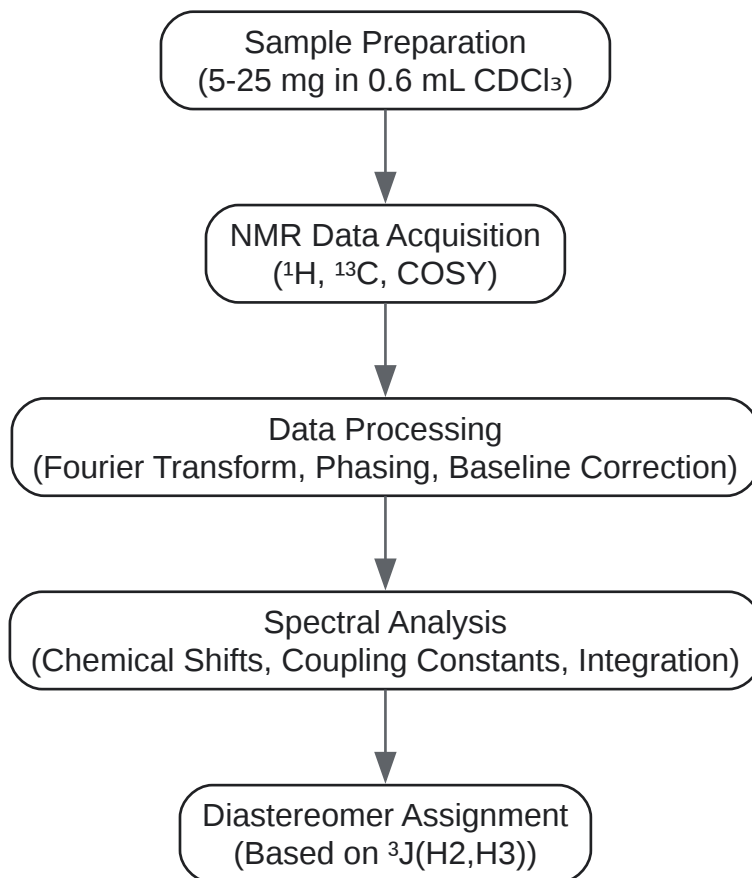 Sample Preparation
(5-25 mg in 0.6 mL CDCl₃)
NMR Data Acquisition
(¹H, ¹³C, COSY)
Data Processing
(Fourier Transform, Phasing, Baseline Correction)
Spectral Analysis
(Chemical Shifts, Coupling Constants, Integration)
Diastereomer Assignment
(Based on ³J(H2,H3))